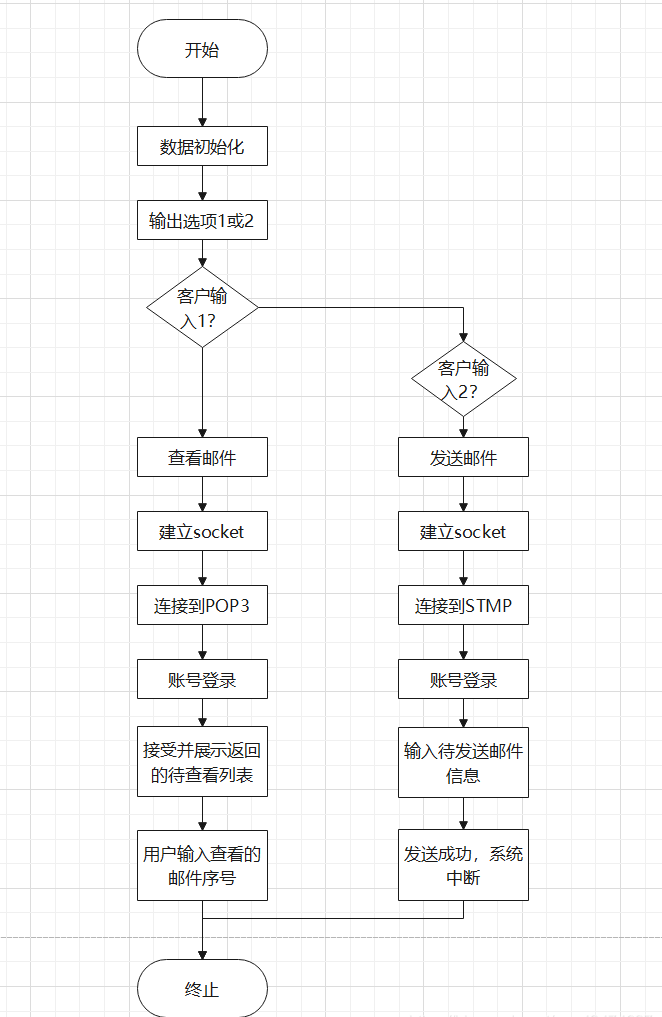 开始
数据初始化
输出选项1或2
客户输
入1?
客户输
入2?
查看邮件
发送邮件
建立socket
建立socket
连接到POP3
连接到STMP
账号登录
账号登录
接受并展示返回
的待查看列表
输入待发送邮件
信息
用户输入查看的
邮件序号
发送成功，系统
中断
终止